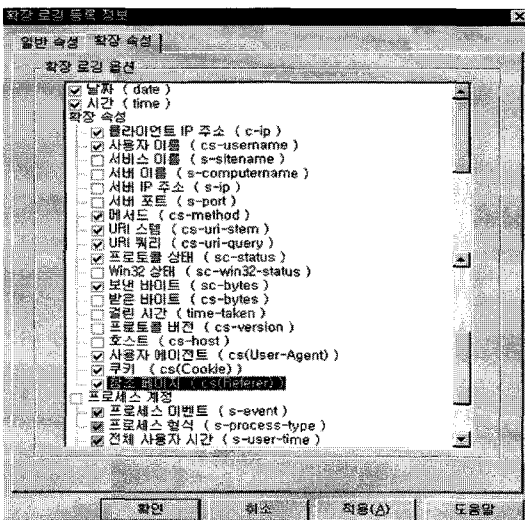 확장 로깅 등록 정보
일반 속성 확장 속성
확장 로깅 옵션
날짜 ( date )
시간 ( time )
확장 속성
클라이언트 IP 주소 ( c-ip )
사용자 이름 ( cs-username )
서비스 이름 ( s-sitename )
서버 이름 ( s-computername )
서버 IP 주소 ( s-ip )
서버 포트 ( s-port )
메서드 ( cs-method )
URI 스템 ( cs-uri-stem )
URI 쿼리 ( cs-uri-query )
프로토콜 상태 ( sc-status )
Win32 상태 ( sc-win32-status )
보낸 바이트 ( sc-bytes )
받은 바이트 ( cs-bytes )
걸린 시간 ( time-taken )
프로토콜 버전 ( cs-version )
호스트 ( cs-host )
사용자 에이전트 ( cs(User-Agent) )
쿠키 ( cs(Cookie) )
참조 페이지 ( cs(Referer) )
프로세스 계정
프로세스 이벤트 ( s-event )
프로세스 형식 ( s-process-type )
전체 사용자 시간 ( s-user-time )
확인 취소 적용(A) 도움말